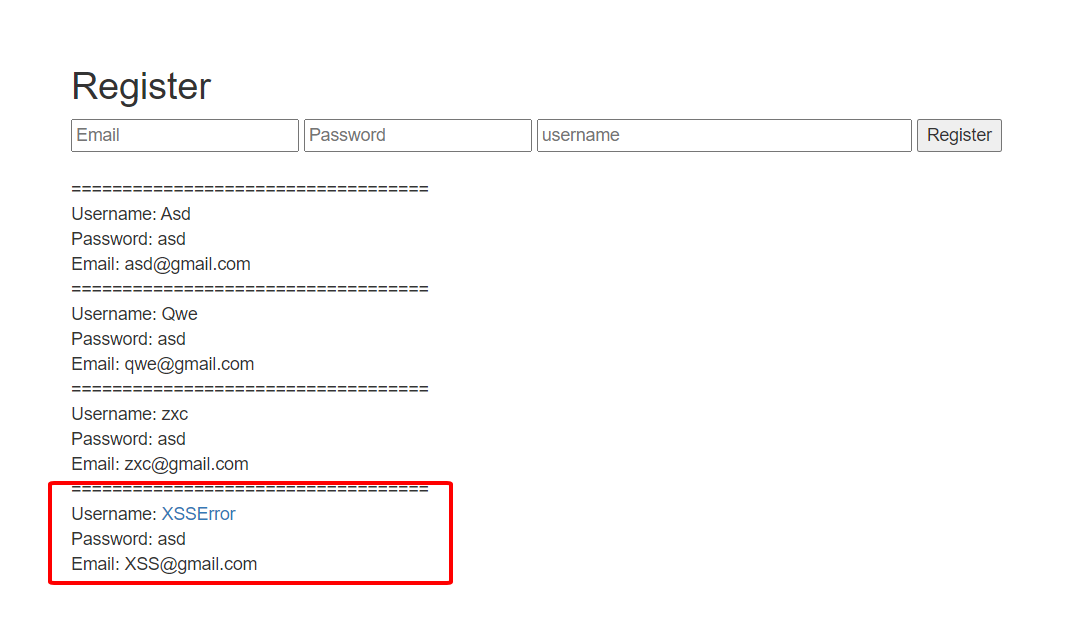 Register
Email Password username Register
===================================
Username: Asd
Password: asd
Email: asd@gmail.com
===================================
Username: Qwe
Password: asd
Email: qwe@gmail.com
===================================
Username: zxc
Password: asd
Email: zxc@gmail.com
===================================
Username: XSSError
Password: asd
Email: XSS@gmail.com